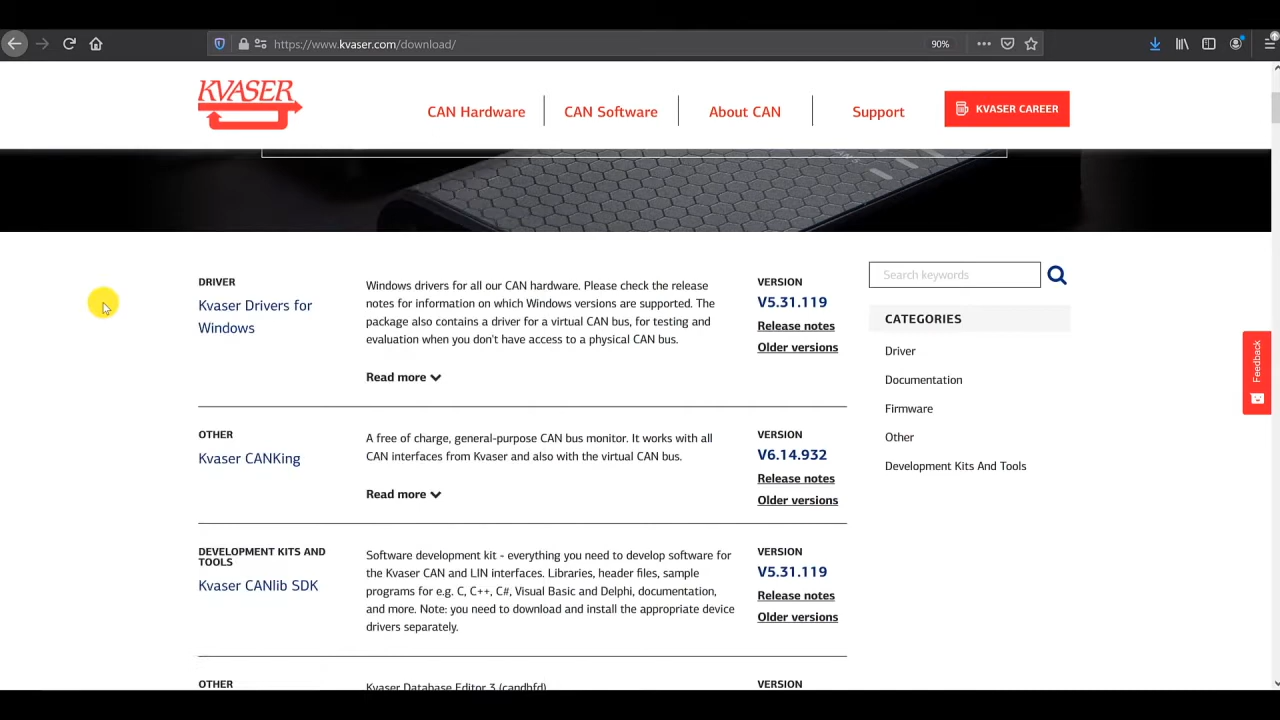 https://www.kvaser.com/download/
90%
KVASER
CAN Hardware
CAN Software
About CAN
Support
KVASER CAREER
DRIVER
Kvaser Drivers for
Windows
Windows drivers for all our CAN hardware. Please check the release
notes for information on which Windows versions are supported. The
package also contains a driver for a virtual CAN bus, for testing and
evaluation when you don't have access to a physical CAN bus.
Read more
VERSION
V5.31.119
Release notes
Older versions
OTHER
Kvaser CANKing
A free of charge, general-purpose CAN bus monitor. It works with all
CAN interfaces from Kvaser and also with the virtual CAN bus.
Read more
VERSION
V6.14.932
Release notes
Older versions
DEVELOPMENT KITS AND
TOOLS
Kvaser CANlib SDK
Software development kit - everything you need to develop software for
the Kvaser CAN and LIN interfaces. Libraries, header files, sample
programs for e.g. C, C++, C#, Visual Basic and Delphi, documentation,
and more. Note: you need to download and install the appropriate device
drivers separately.
VERSION
V5.31.119
Release notes
Older versions
OTHER
Kvaser Database Editor 3 (candbfd)
VERSION
Search keywords
CATEGORIES
Driver
Documentation
Firmware
Other
Development Kits And Tools
Feedback